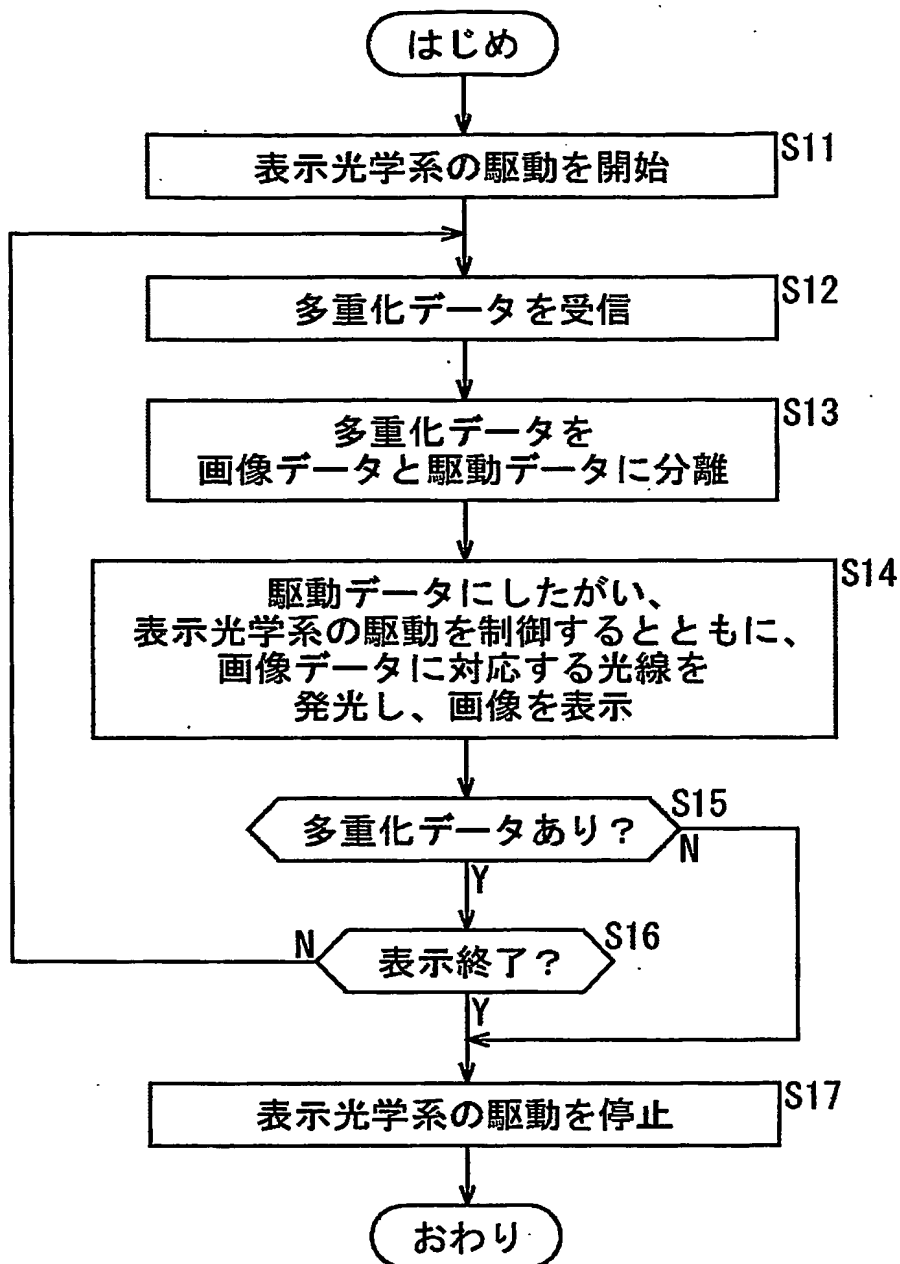 はじめ
S11
表示光学系の駆動を開始
S12
多重化データを受信
S13
多重化データを
画像データと駆動データに分離
S14
駆動データにしたがい、
表示光学系の駆動を制御するとともに、
画像データに対応する光線を
発光し、画像を表示
S15
多重化データあり?
N
Y
S16
N
表示終了?
Y
S17
表示光学系の駆動を停止
おわり